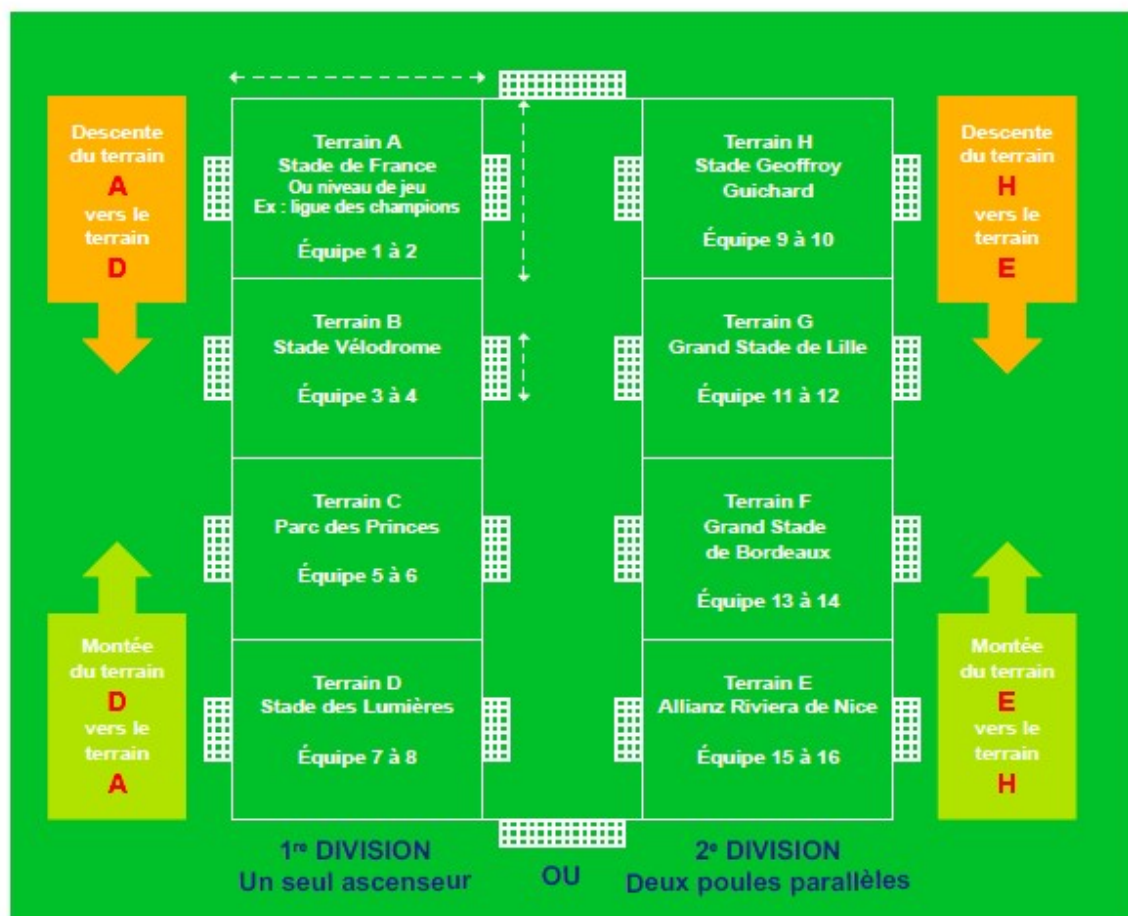 Descente
du terrain
A
vers le
terrain
D
Montée
du terrain
D
vers le
terrain
A
Terrain A
Stade de France
Ou niveau de jeu
Ex : ligue des champions
Équipe 1 à 2
Terrain B
Stade Vélodrome
Équipe 3 à 4
Terrain C
Parc des Princes
Équipe 5 à 6
Terrain D
Stade des Lumières
Équipe 7 à 8
Terrain H
Stade Geoffroy
Guichard
Équipe 9 à 10
Terrain G
Grand Stade de Lille
Équipe 11 à 12
Terrain F
Grand Stade
de Bordeaux
Équipe 13 à 14
Terrain E
Allianz Riviera de Nice
Équipe 15 à 16
Descente
du terrain
H
vers le
terrain
E
Montée
du terrain
E
vers le
terrain
H
1re DIVISION
Un seul ascenseur
OU
2e DIVISION
Deux poules parallèles